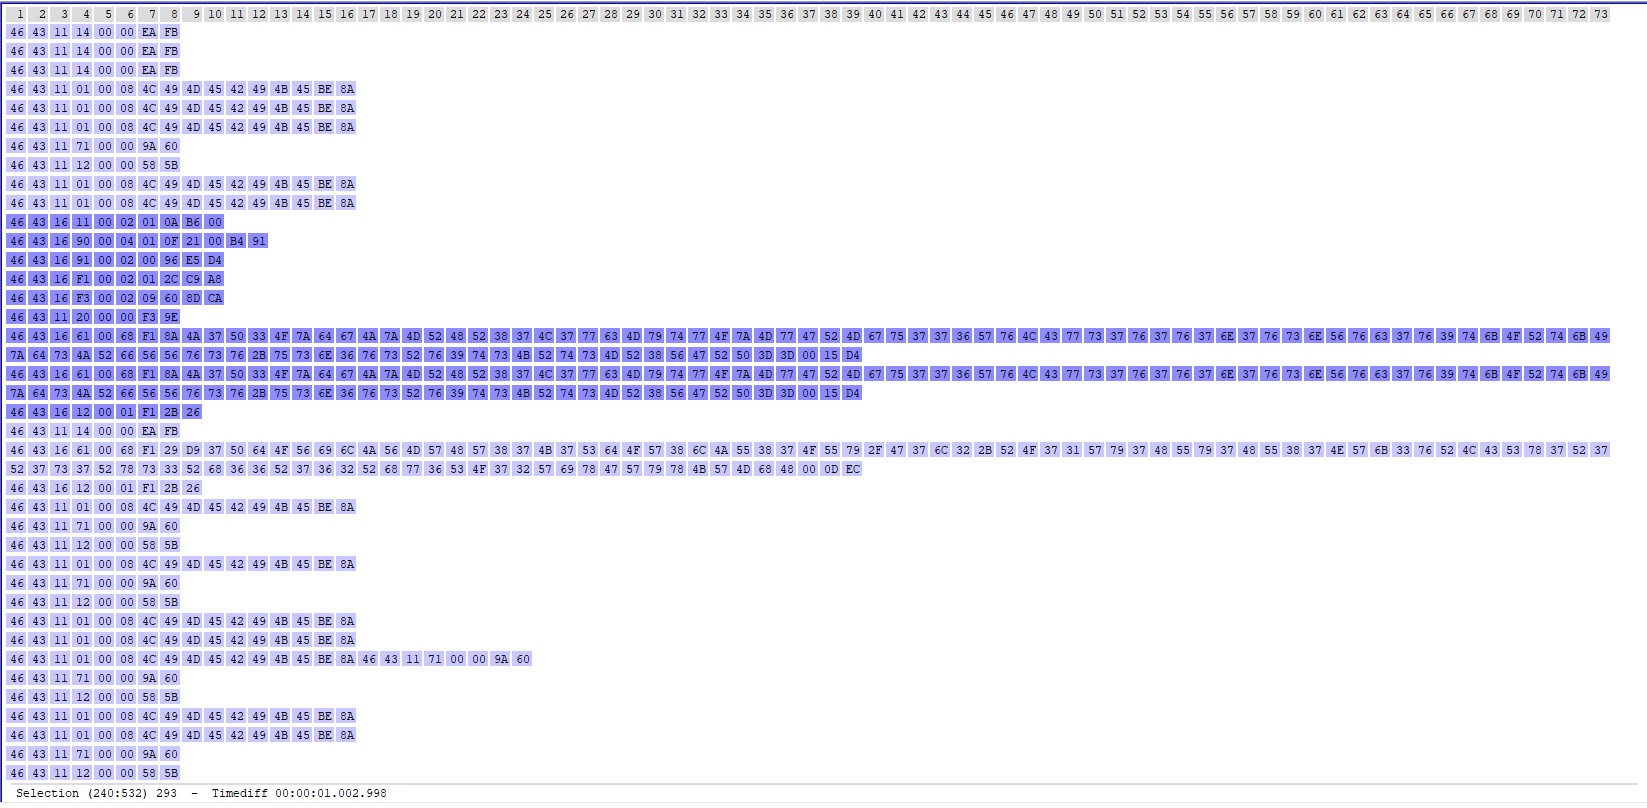 1 2 3 4 5 6 7 8 9 10 11 12 13 14 15 16 17 18 19 20 21 22 23 24 25 26 27 28 29 30 31 32 33 34 35 36 37 38 39 40 41 42 43 44 45 46 47 48 49 50 51 52 53 54 55 56 57 58 59 60 61 62 63 64 65 66 67 68 69 70 71 72 73
46 43 11 14 00 00 EA FB
46 43 11 14 00 00 EA FB
46 43 11 14 00 00 EA FB
46 43 11 01 00 08 4C 49 4D 45 42 49 4B 45 BE 8A
46 43 11 01 00 08 4C 49 4D 45 42 49 4B 45 BE 8A
46 43 11 01 00 08 4C 49 4D 45 42 49 4B 45 BE 8A
46 43 11 71 00 00 9A 60
46 43 11 12 00 00 58 5B
46 43 11 01 00 08 4C 49 4D 45 42 49 4B 45 BE 8A
46 43 11 01 00 08 4C 49 4D 45 42 49 4B 45 BE 8A
46 43 16 11 00 02 01 0A B6 00
46 43 16 90 00 04 01 0F 21 00 B4 91
46 43 16 91 00 02 00 96 E5 D4
46 43 16 F1 00 02 01 2C C9 A8
46 43 16 F3 00 02 09 60 8D CA
46 43 11 20 00 00 F3 9E
46 43 16 61 00 68 F1 8A 4A 37 50 33 4F 7A 64 67 4A 7A 4D 52 48 52 38 37 4C 37 77 63 4D 79 74 77 4F 7A 4D 77 47 52 4D 67 75 37 37 36 57 76 4C 43 77 73 37 76 37 76 37 6E 37 76 73 6E 56 76 63 37 76 39 74 6B 4F 52 74 6B 49
7A 64 73 4A 52 66 56 56 76 73 76 2B 75 73 6E 36 76 73 52 76 39 74 73 4B 52 74 73 4D 52 38 56 47 52 50 3D 3D 00 15 D4
46 43 16 61 00 68 F1 8A 4A 37 50 33 4F 7A 64 67 4A 7A 4D 52 48 52 38 37 4C 37 77 63 4D 79 74 77 4F 7A 4D 77 47 52 4D 67 75 37 37 36 57 76 4C 43 77 73 37 76 37 76 37 6E 37 76 73 6E 56 76 63 37 76 39 74 6B 4F 52 74 6B 49
7A 64 73 4A 52 66 56 56 76 73 76 2B 75 73 6E 36 76 73 52 76 39 74 73 4B 52 74 73 4D 52 38 56 47 52 50 3D 3D 00 15 D4
46 43 16 12 00 01 F1 2B 26
46 43 11 14 00 00 EA FB
46 43 16 61 00 68 F1 29 D9 37 50 64 4F 56 69 6C 4A 56 4D 57 48 57 38 37 4B 37 53 64 4F 57 38 6C 4A 55 38 37 4F 55 79 2F 47 37 6C 32 2B 52 4F 37 31 57 79 37 48 55 79 37 48 55 38 37 4E 57 6B 33 76 52 4C 43 53 78 37 52 37
52 37 73 37 52 78 73 33 52 68 36 36 52 37 36 32 52 68 77 36 53 4F 37 32 57 69 78 47 57 79 78 4B 57 4D 68 48 00 0D EC
46 43 16 12 00 01 F1 2B 26
46 43 11 01 00 08 4C 49 4D 45 42 49 4B 45 BE 8A
46 43 11 71 00 00 9A 60
46 43 11 12 00 00 58 5B
46 43 11 01 00 08 4C 49 4D 45 42 49 4B 45 BE 8A
46 43 11 71 00 00 9A 60
46 43 11 12 00 00 58 5B
46 43 11 01 00 08 4C 49 4D 45 42 49 4B 45 BE 8A
46 43 11 01 00 08 4C 49 4D 45 42 49 4B 45 BE 8A
46 43 11 01 00 08 4C 49 4D 45 42 49 4B 45 BE 8A 46 43 11 71 00 00 9A 60
46 43 11 71 00 00 9A 60
46 43 11 12 00 00 58 5B
46 43 11 01 00 08 4C 49 4D 45 42 49 4B 45 BE 8A
46 43 11 01 00 08 4C 49 4D 45 42 49 4B 45 BE 8A
46 43 11 71 00 00 9A 60
46 43 11 12 00 00 58 5B
Selection (240:532) 293 - Timediff 00:00:01.002.998